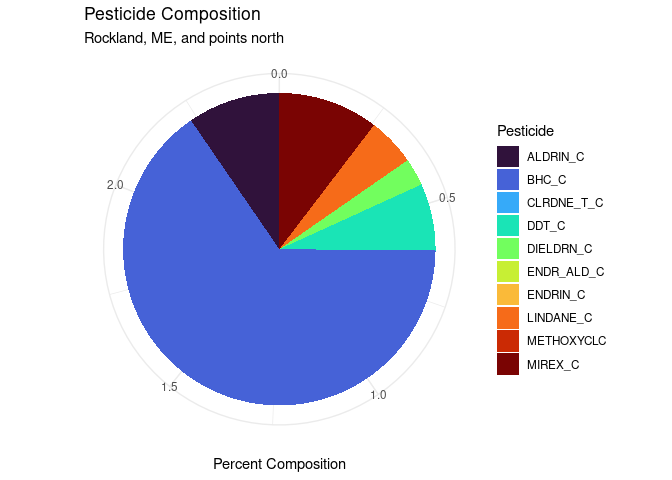 Pesticide Composition
Rockland, ME, and points north
0.0
0.5
1.0
1.5
2.0
Percent Composition
Pesticide
ALDRIN_C
BHC_C
CLRDNE_T_C
DDT_C
DIELDRN_C
ENDR_ALD_C
ENDRIN_C
LINDANE_C
METHOXYCLC
MIREX_C